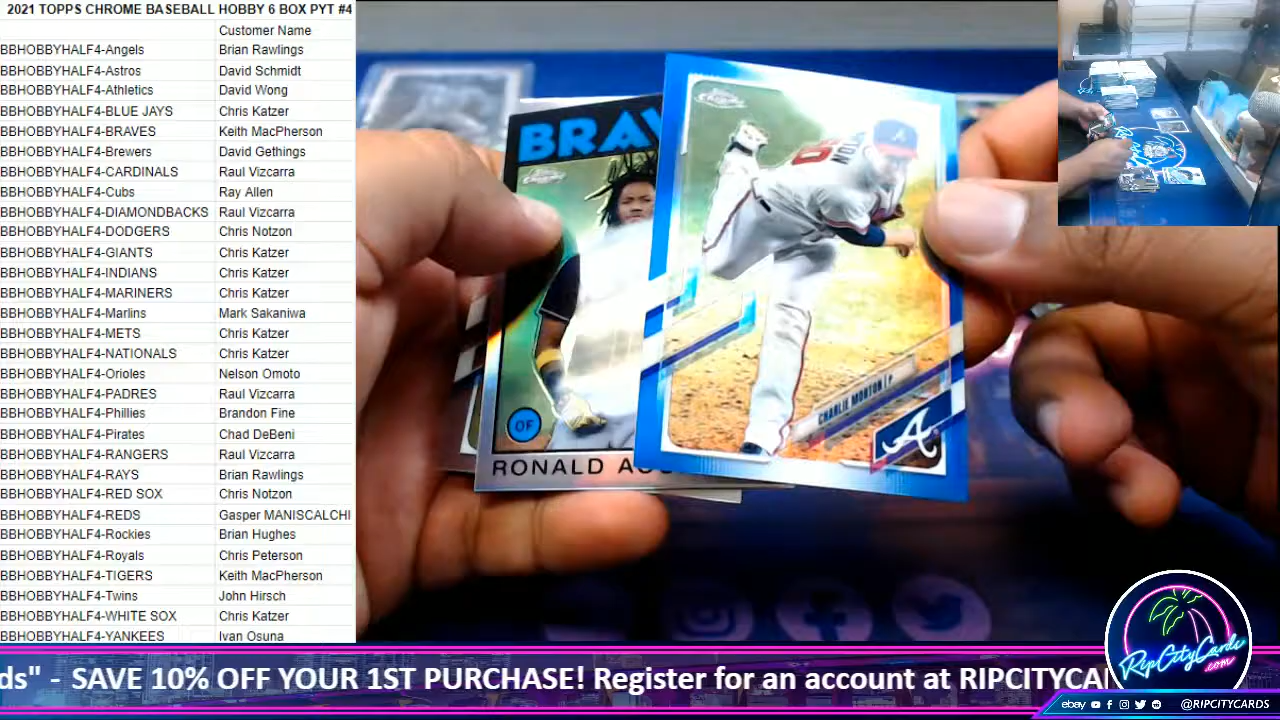 2021 TOPPS CHROME BASEBALL HOBBY 6 BOX PYT #4
Customer Name
BBHOBBYHALF4-Angels Brian Rawlings
BBHOBBYHALF4-Astros David Schmidt
BBHOBBYHALF4-Athletics David Wong
BBHOBBYHALF4-BLUE JAYS Chris Katzer
BBHOBBYHALF4-BRAVES Keith MacPherson
BBHOBBYHALF4-Brewers David Gethings
BBHOBBYHALF4-CARDINALS Raul Vizcarra
BBHOBBYHALF4-Cubs Ray Allen
BBHOBBYHALF4-DIAMONDBACKS Raul Vizcarra
BBHOBBYHALF4-DODGERS Chris Notzon
BBHOBBYHALF4-GIANTS Chris Katzer
BBHOBBYHALF4-INDIANS Chris Katzer
BBHOBBYHALF4-MARINERS Chris Katzer
BBHOBBYHALF4-Marlins Mark Sakaniwa
BBHOBBYHALF4-METS Chris Katzer
BBHOBBYHALF4-NATIONALS Chris Katzer
BBHOBBYHALF4-Orioles Nelson Omoto
BBHOBBYHALF4-PADRES Raul Vizcarra
BBHOBBYHALF4-Phillies Brandon Fine
BBHOBBYHALF4-Pirates Chad DeBeni
BBHOBBYHALF4-RANGERS Raul Vizcarra
BBHOBBYHALF4-RAYS Brian Rawlings
BBHOBBYHALF4-RED SOX Chris Notzon
BBHOBBYHALF4-REDS Gasper MANISCALCHI
BBHOBBYHALF4-Rockies Brian Hughes
BBHOBBYHALF4-Royals Chris Peterson
BBHOBBYHALF4-TIGERS Keith MacPherson
BBHOBBYHALF4-Twins John Hirsch
BBHOBBYHALF4-WHITE SOX Chris Katzer
BBHOBBYHALF4-YANKEES Ivan Osuna
BRAV
OF
RONALD AC
CHARLIE MORTON
A
RipCityCards
.com
ds" - SAVE 10% OFF YOUR 1ST PURCHASE! Register for an account at RIPCITYCA
ebay @RIPCITYCARDS